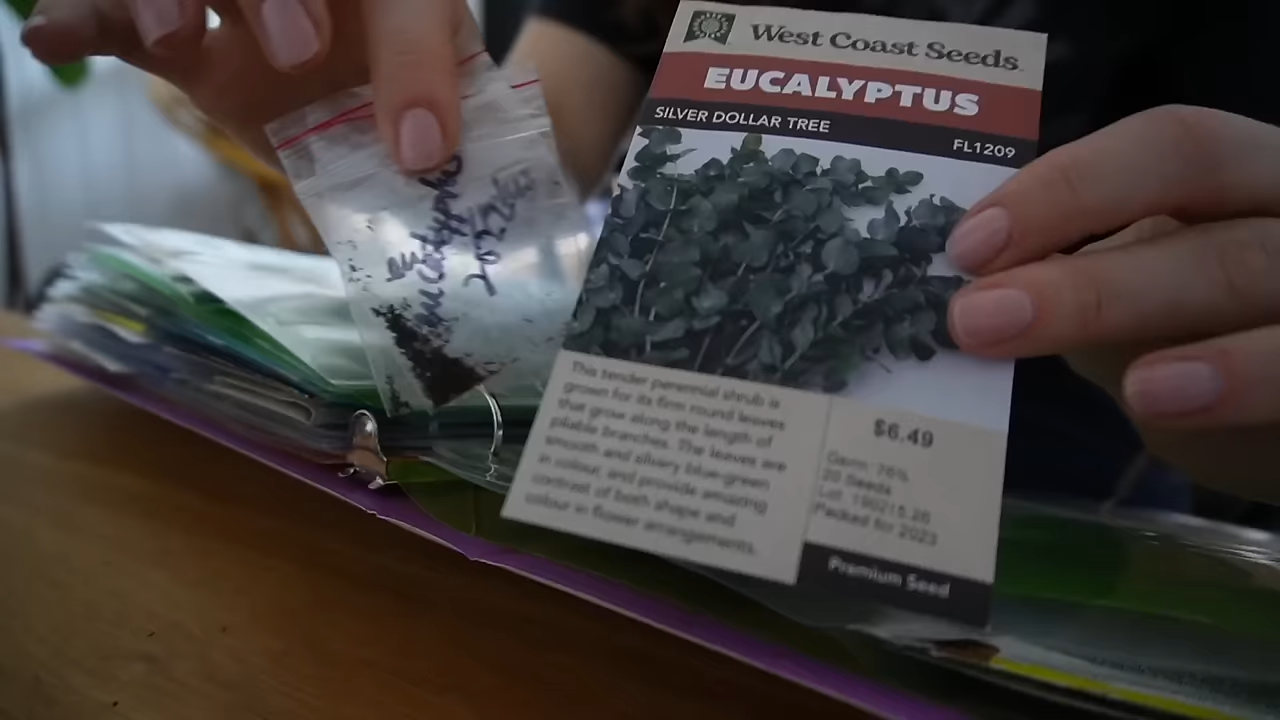 Eucalyptus
2022
West Coast Seeds
EUCALYPTUS
SILVER DOLLAR TREE
FL1209
This tender perennial shrub is
grown for its firm round leaves
that grow along the length of
pliable branches. The leaves are
smooth and silvery blue-green
in colour, and provide amazing
contrast of both shape and
colour in flower arrangements.
$6.49
Germ: 76%
20 Seeds
Packed for 2023
Premium Seed